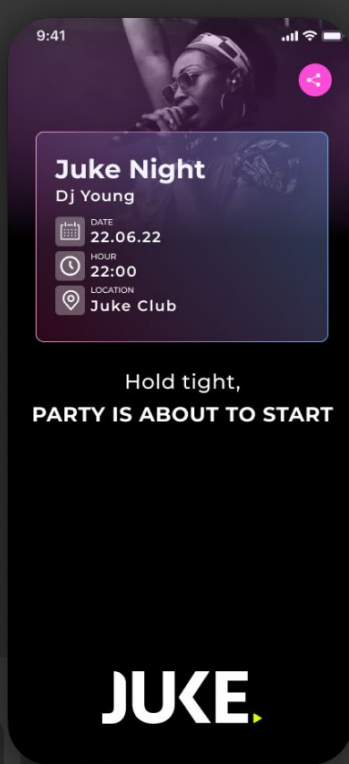 9:41
Juke Night
Dj Young
DATE
22.06.22
HOUR
22:00
LOCATION
Juke Club
Hold tight,
PARTY IS ABOUT TO START
JUKE.